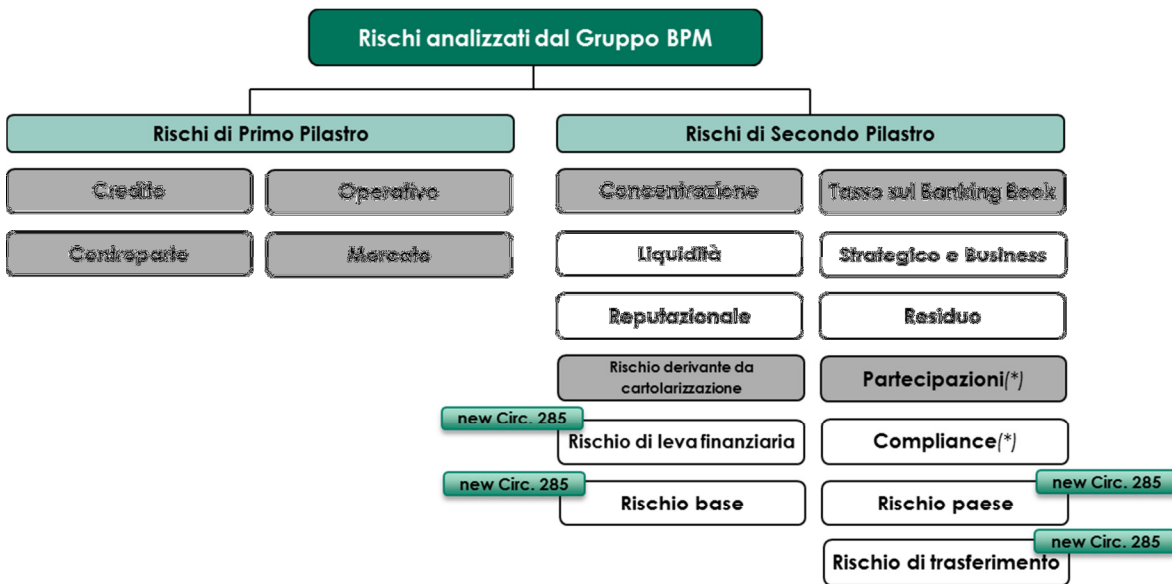 Rischi analizzati dal Gruppo BPM
Rischi di Primo Pilastro
Rischi di Secondo Pilastro
Credito
Operativo
Concentrazione
Tasso sul Banking Book
Controparte
Mercato
Liquidità
Strategico e Business
Reputazionale
Residuo
Rischio derivante da
cartolarizzazione
Partecipazioni(*)
new Circ. 285
Rischio di leva finanziaria
Compliance(*)
new Circ. 285
Rischio base
new Circ. 285
Rischio paese
new Circ. 285
Rischio di trasferimento